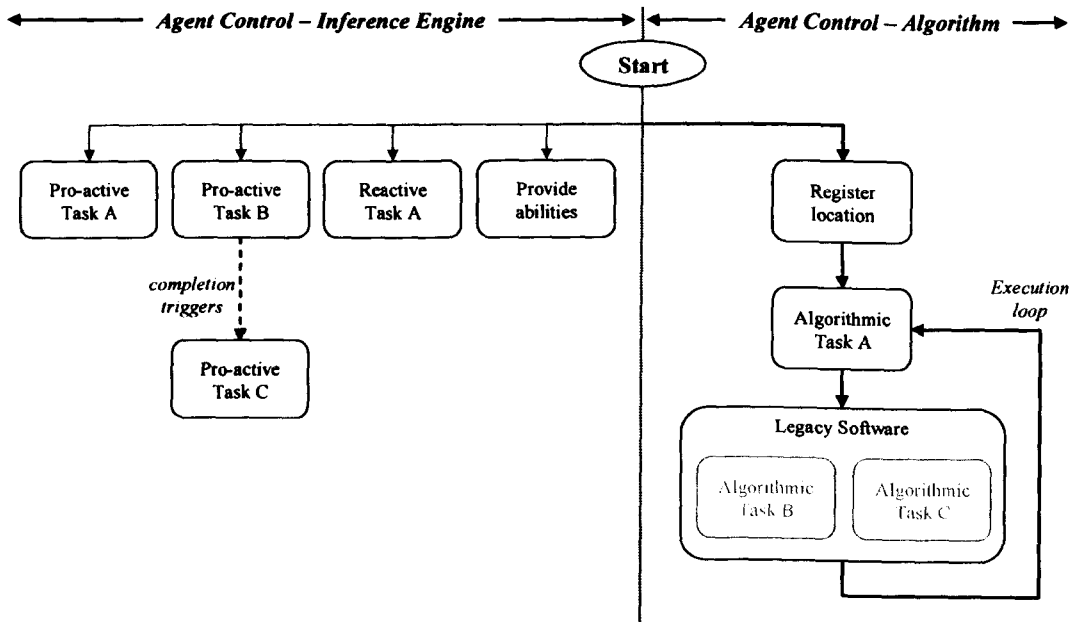 Agent Control – Inference Engine
Agent Control – Algorithm
Start
Pro-active
Task A
Pro-active
Task B
Reactive
Task A
Provide
abilities
Register
location
completion
triggers
Execution
loop
Algorithmic
Task A
Pro-active
Task C
Legacy Software
Algorithmic
Task B
Algorithmic
Task C